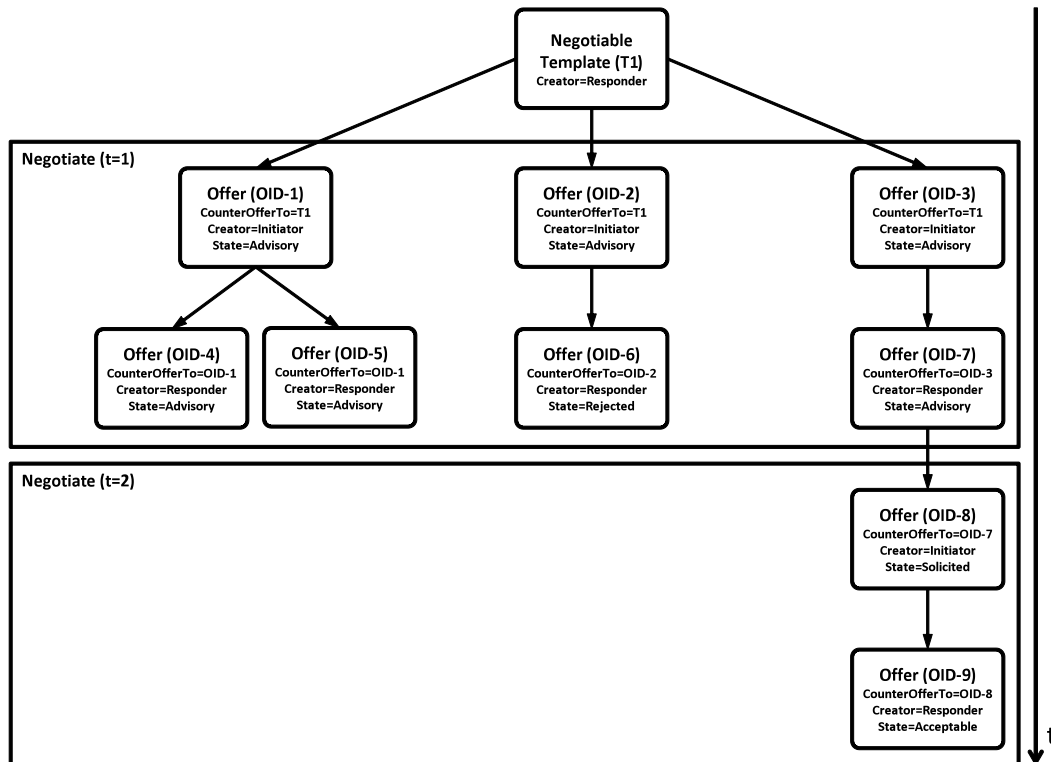 Negotiable
Template (T1)
Creator=Responder
Negotiate (t=1)
Offer (OID-1)
CounterOfferTo=T1
Creator=Initiator
State=Advisory
Offer (OID-2)
CounterOfferTo=T1
Creator=Initiator
State=Advisory
Offer (OID-3)
CounterOfferTo=T1
Creator=Initiator
State=Advisory
Offer (OID-4)
CounterOfferTo=OID-1
Creator=Responder
State=Advisory
Offer (OID-5)
CounterOfferTo=OID-1
Creator=Responder
State=Advisory
Offer (OID-6)
CounterOfferTo=OID-2
Creator=Responder
State=Rejected
Offer (OID-7)
CounterOfferTo=OID-3
Creator=Responder
State=Advisory
Negotiate (t=2)
Offer (OID-8)
CounterOfferTo=OID-7
Creator=Initiator
State=Solicited
Offer (OID-9)
CounterOfferTo=OID-8
Creator=Responder
State=Acceptable
t